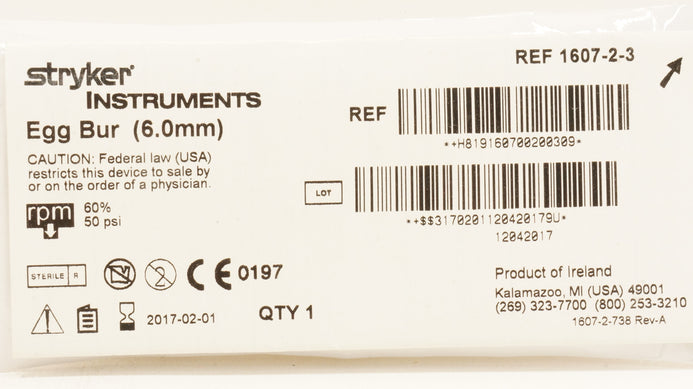 REF 1607-2-3
stryker®
INSTRUMENTS
Egg Bur (6.0mm)
REF
*+H819160700200309*
CAUTION: Federal law (USA)
restricts this device to sale by
or on the order of a physician.
LOT
*+$$3170201120420179U*
12042017
rpm
60%
50 psi
STERILE R
2
CE 0197
Product of Ireland
Kalamazoo, MI (USA) 49001
(269) 323-7700 (800) 253-3210
2017-02-01
QTY 1
1607-2-738 Rev-A